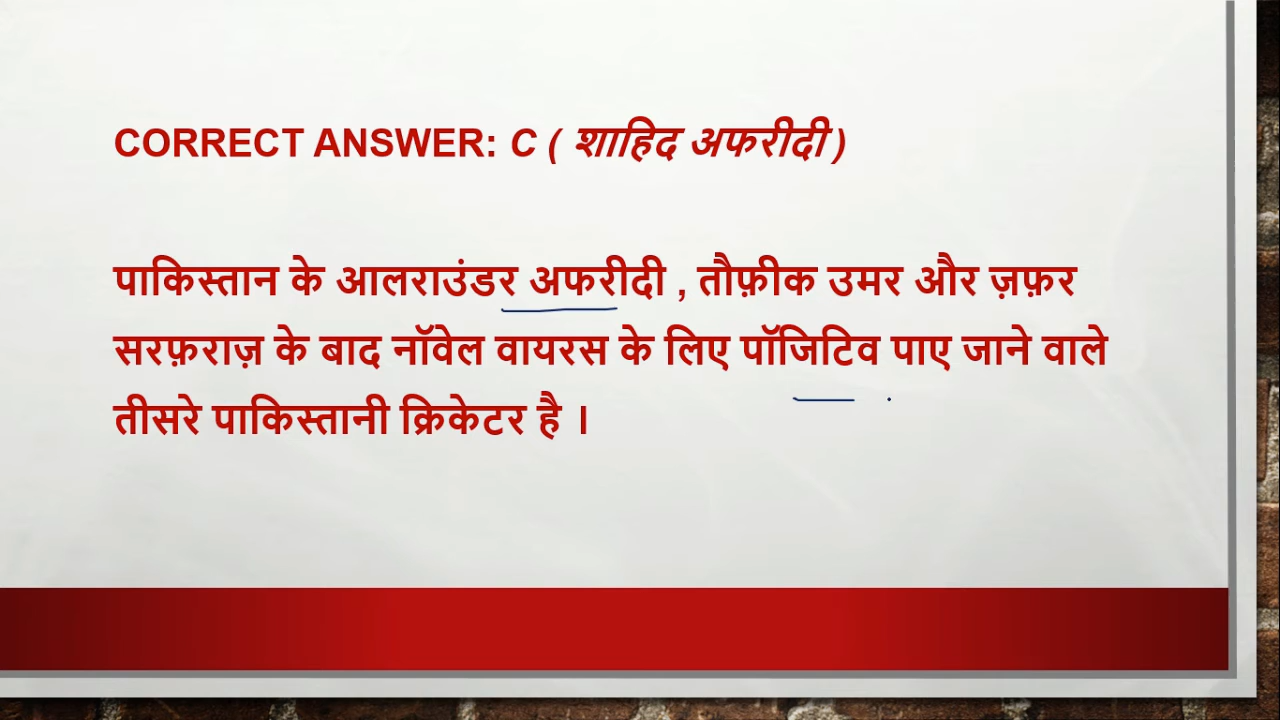 CORRECT ANSWER: C ( शाहिद अफरीदी )
पाकिस्तान के आलराउंडर अफरीदी , तौफ़ीक उमर और ज़फ़र
सरफ़राज़ के बाद नॉवेल वायरस के लिए पॉजिटिव पाए जाने वाले
तीसरे पाकिस्तानी क्रिकेटर है ।